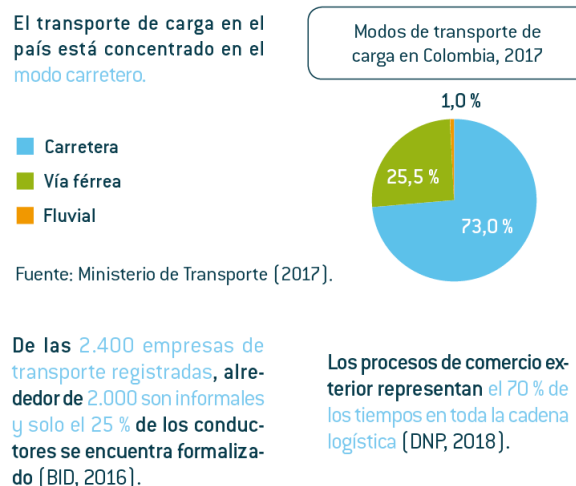 El transporte de carga en el
país está concentrado en el
modo carretero.
Modos de transporte de
carga en Colombia, 2017
Carretera
Vía férrea
Fluvial
1,0 %
25,5 %
73,0 %
Fuente: Ministerio de Transporte (2017).
De las 2.400 empresas de
transporte registradas, alre-
dedor de 2.000 son informales
y solo el 25 % de los conduc-
tores se encuentra formaliza-
do (BID, 2016).
Los procesos de comercio ex-
terior representan el 70 % de
los tiempos en toda la cadena
logística (DNP, 2018).